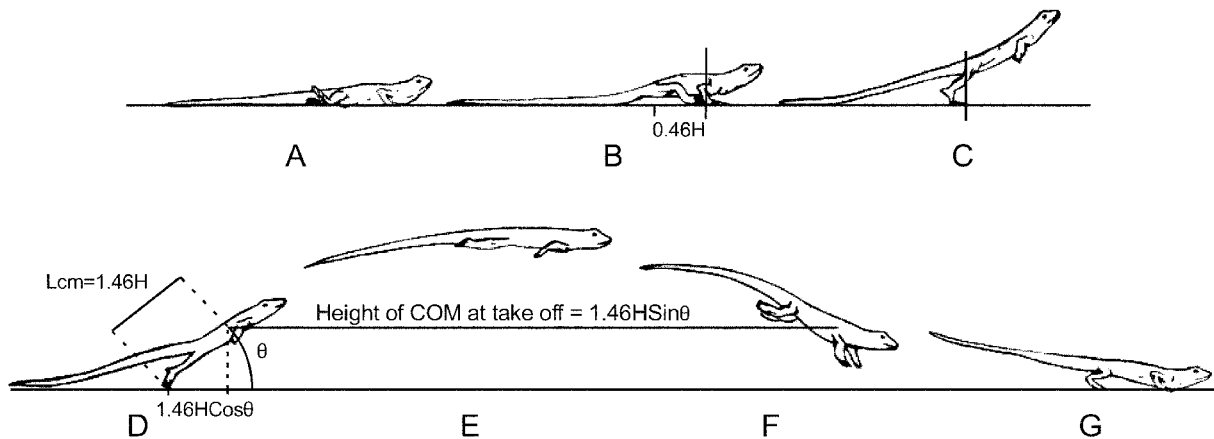 0.46H
A
B
C
Lcm=1.46H
Height of COM at take off = 1.46HSinθ
θ
1.46HCosθ
D
E
F
G